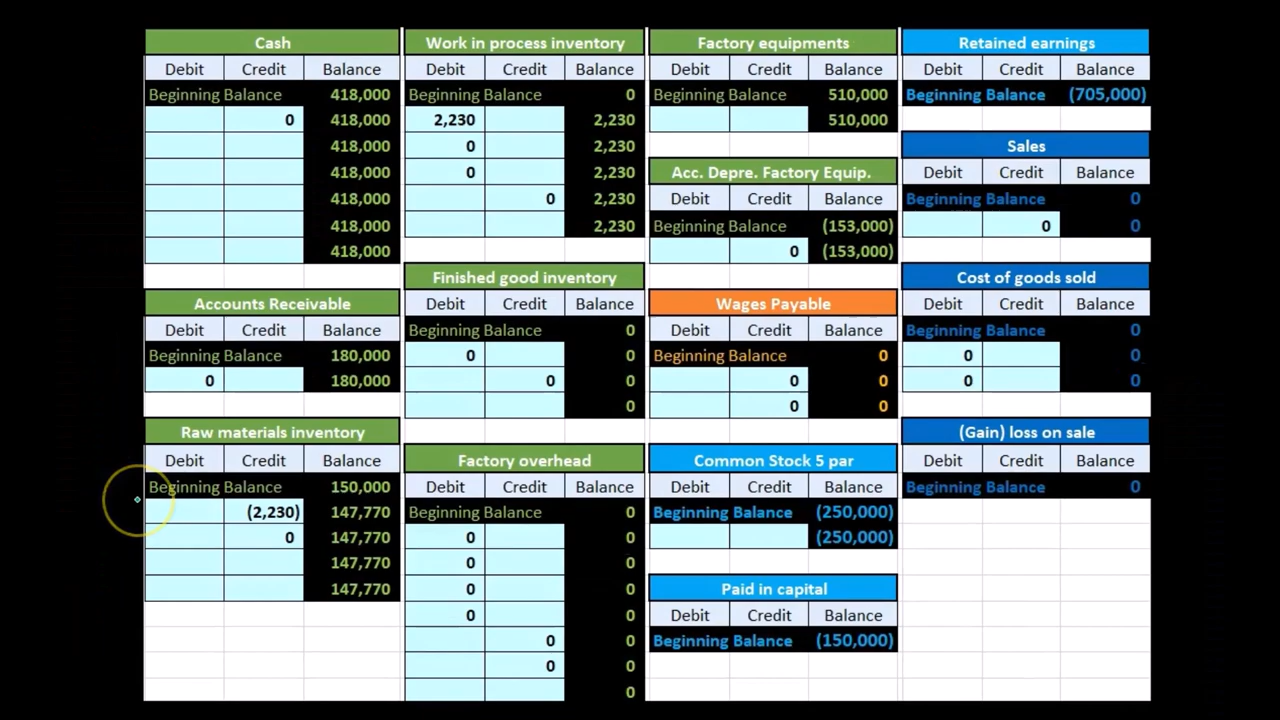 Cash
Debit Credit Balance
Beginning Balance 418,000
0 418,000
418,000
418,000
418,000
418,000
418,000
Accounts Receivable
Debit Credit Balance
Beginning Balance 180,000
0 180,000
Raw materials inventory
Debit Credit Balance
Beginning Balance 150,000
(2,230) 147,770
0 147,770
147,770
147,770
Work in process inventory
Debit Credit Balance
Beginning Balance 0
2,230 2,230
0 2,230
0 2,230
0 2,230
2,230
Finished good inventory
Debit Credit Balance
Beginning Balance 0
0 0
0 0
0
Factory overhead
Debit Credit Balance
Beginning Balance 0
0 0
0 0
0 0
0 0
0 0
0 0
0
Factory equipments
Debit Credit Balance
Beginning Balance 510,000
510,000
Acc. Depre. Factory Equip.
Debit Credit Balance
Beginning Balance (153,000)
0 (153,000)
Wages Payable
Debit Credit Balance
Beginning Balance 0
0 0
0 0
Common Stock 5 par
Debit Credit Balance
Beginning Balance (250,000)
(250,000)
Paid in capital
Debit Credit Balance
Beginning Balance (150,000)
Retained earnings
Debit Credit Balance
Beginning Balance (705,000)
Sales
Debit Credit Balance
Beginning Balance 0
0 0
Cost of goods sold
Debit Credit Balance
Beginning Balance 0
0 0
0 0
(Gain) loss on sale
Debit Credit Balance
Beginning Balance 0